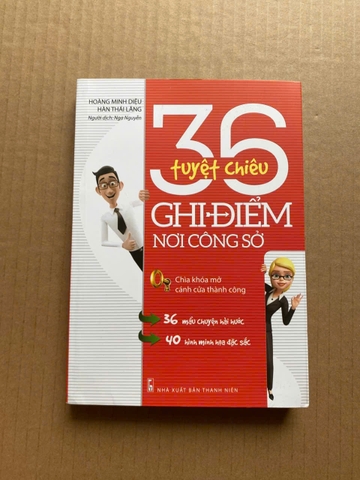 HOÀNG MINH DIỆU
HÀN THÁI LÃNG
Người dịch: Nga Nguyễn
36
tuyệt chiêu
GHI ĐIỂM
NƠI CÔNG SỞ
Chìa khóa mở
cánh cửa thành công
36 mẩu chuyện hài hước
40 hình minh họa đặc sắc
NHÀ XUẤT BẢN THANH NIÊN